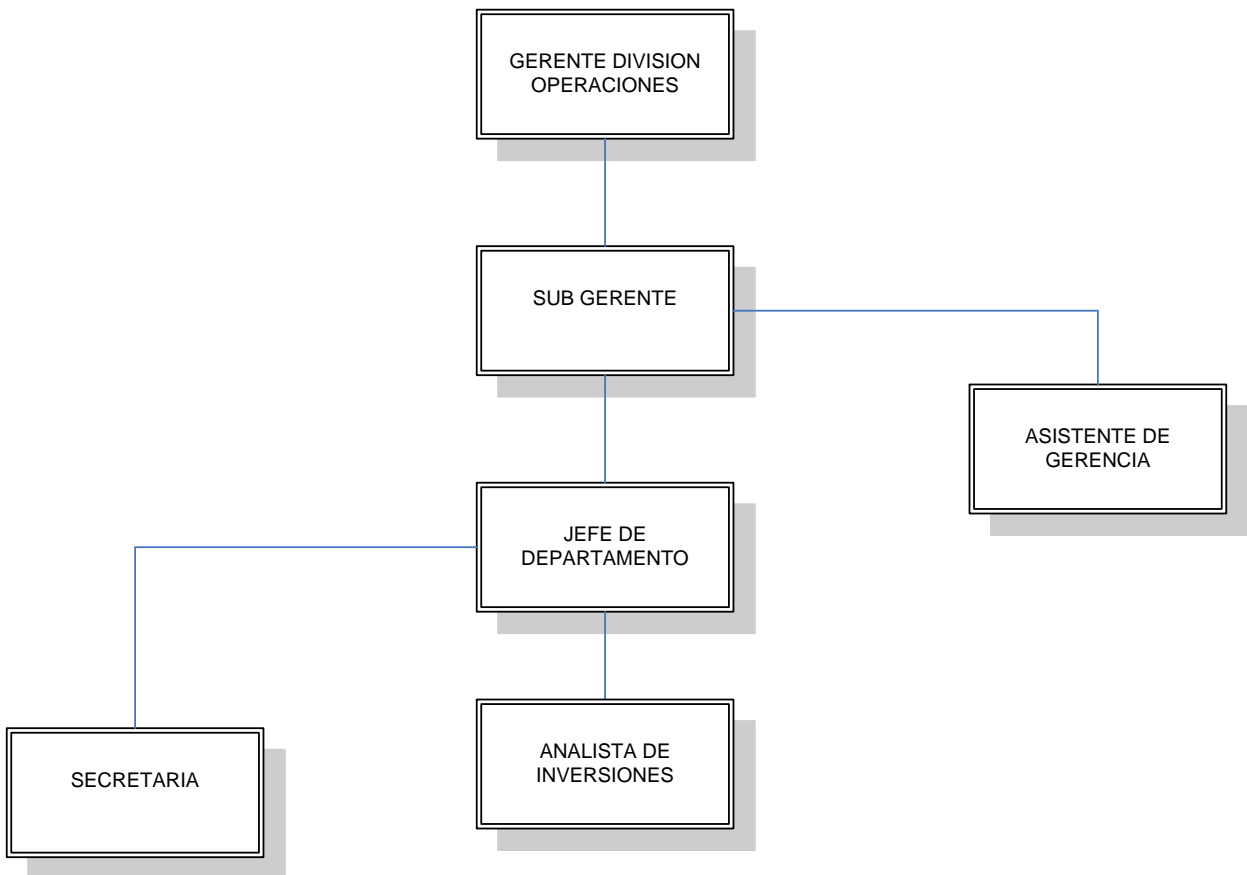 GERENTE DIVISION
OPERACIONES
SUB GERENTE
ASISTENTE DE
GERENCIA
JEFE DE
DEPARTAMENTO
SECRETARIA
ANALISTA DE
INVERSIONES